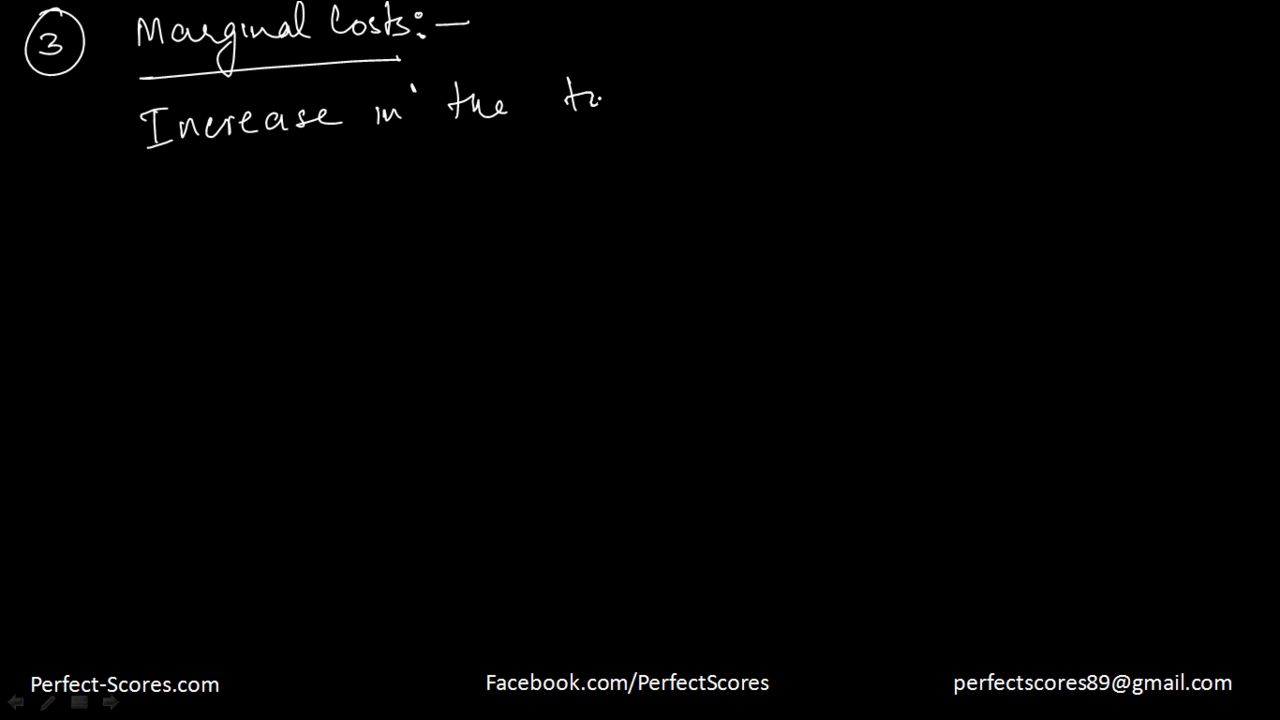 3 Marginal Costs:-
Increase in the
Perfect-Scores.com
Facebook.com/PerfectScores
perfectscores89@gmail.com